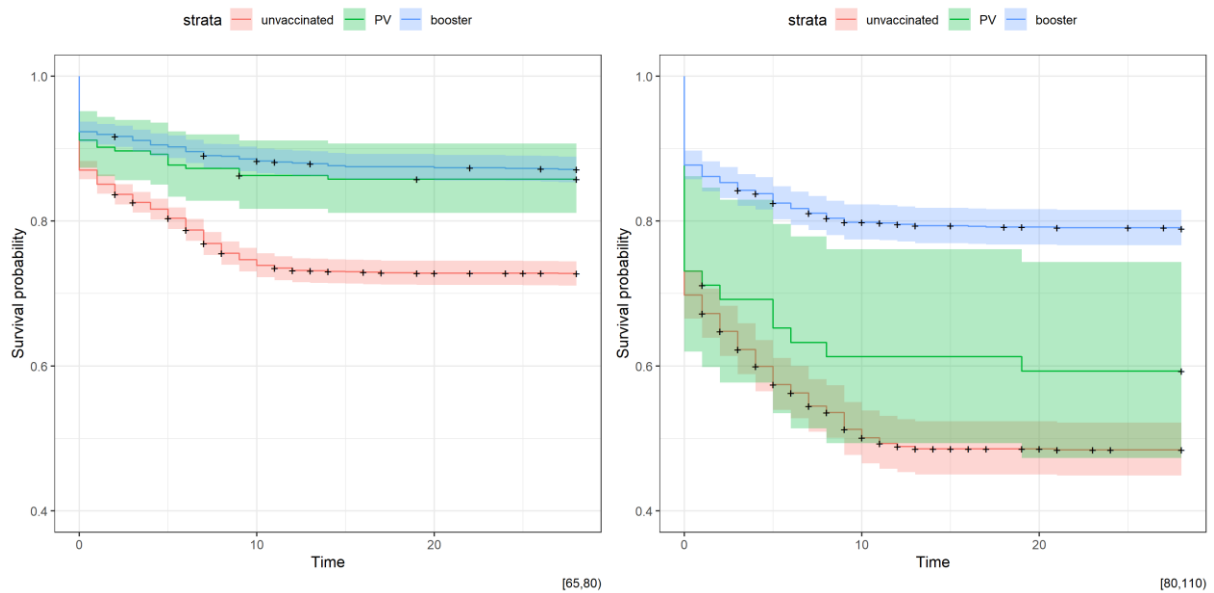 strata unvaccinated PV booster
1.0
0.8
0.6
0.4
Survival probability
0 10 20
Time
[65,80)
strata unvaccinated PV booster
1.0
0.8
0.6
0.4
Survival probability
0 10 20
Time
[80,110)